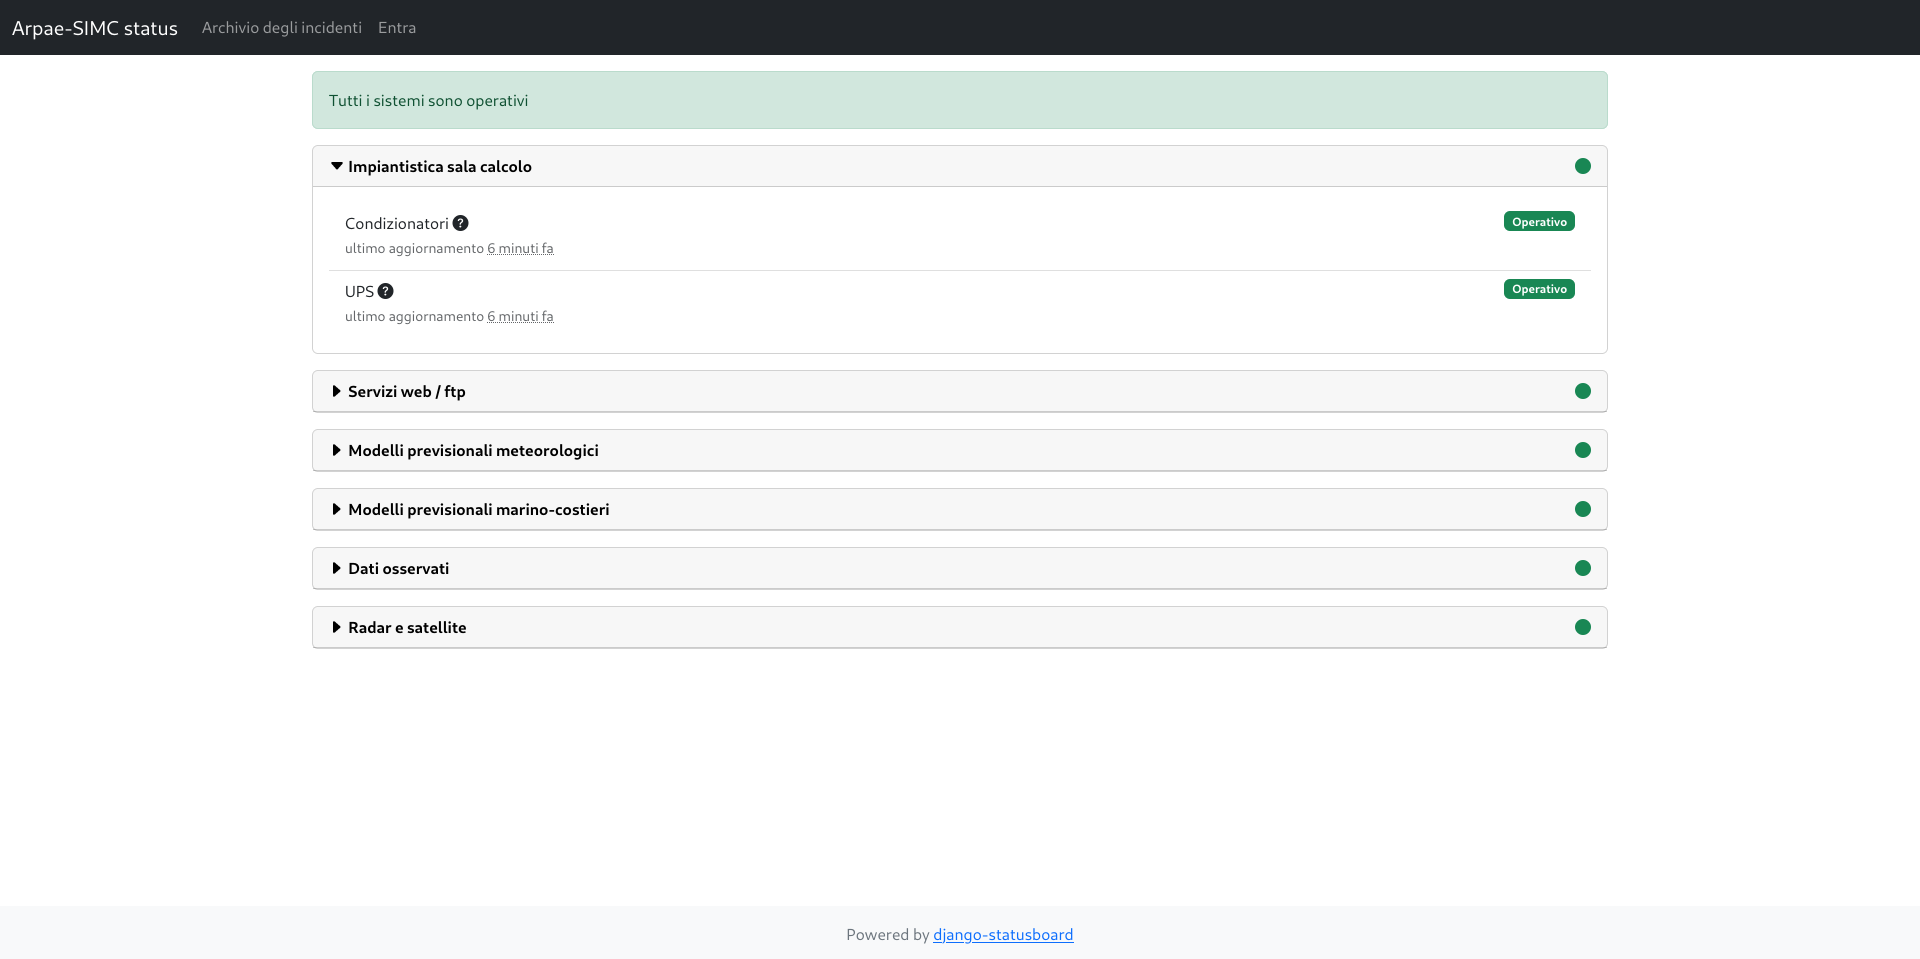 Arpae-SIMC status Archivio degli incidenti Entra
Tutti i sistemi sono operativi
Impiantistica sala calcolo
Condizionatori ? Operativo
ultimo aggiornamento 6 minuti fa
UPS ? Operativo
ultimo aggiornamento 6 minuti fa
Servizi web / ftp
Modelli previsionali meteorologici
Modelli previsionali marino-costieri
Dati osservati
Radar e satellite
Powered by django-statusboard